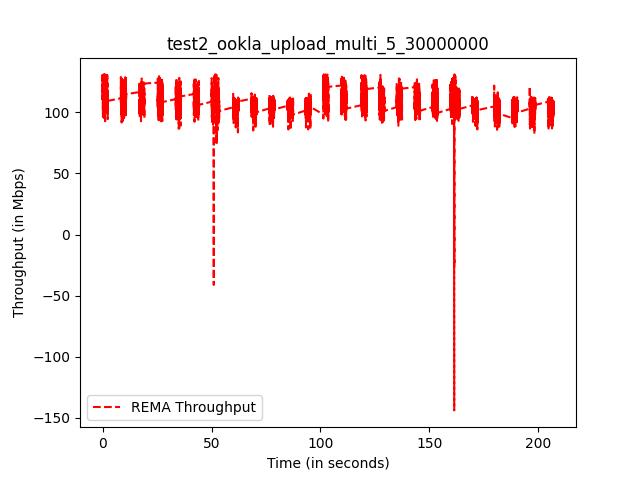 test2_ookla_upload_multi_5_30000000
Throughput (in Mbps)
100
50
0
−50
−100
−150
REMA Throughput
0
50
100
150
200
Time (in seconds)